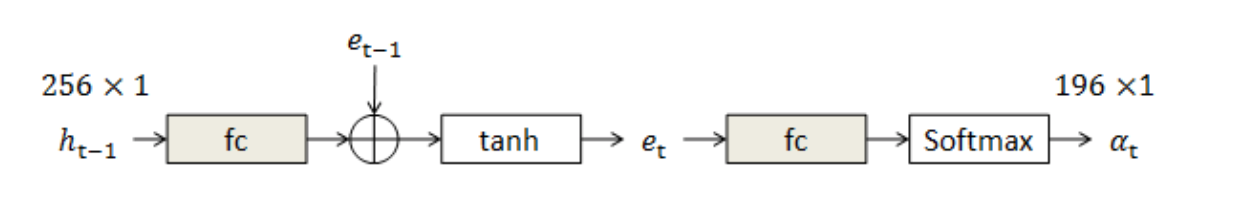 e_{t−1}
256 × 1
196 ×1
h_{t−1} fc tanh e_t fc Softmax α_t